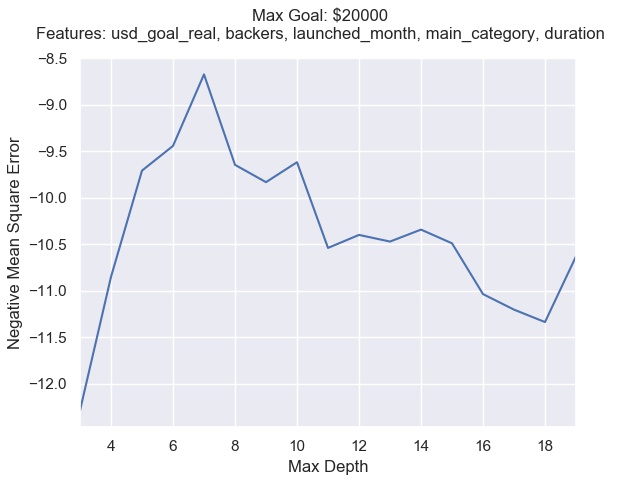 Max Goal: $20000
Features: usd_goal_real, backers, launched_month, main_category, duration
−8.5
−9.0
−9.5
−10.0
−10.5
−11.0
−11.5
−12.0
Negative Mean Square Error
4 6 8 10 12 14 16 18
Max Depth